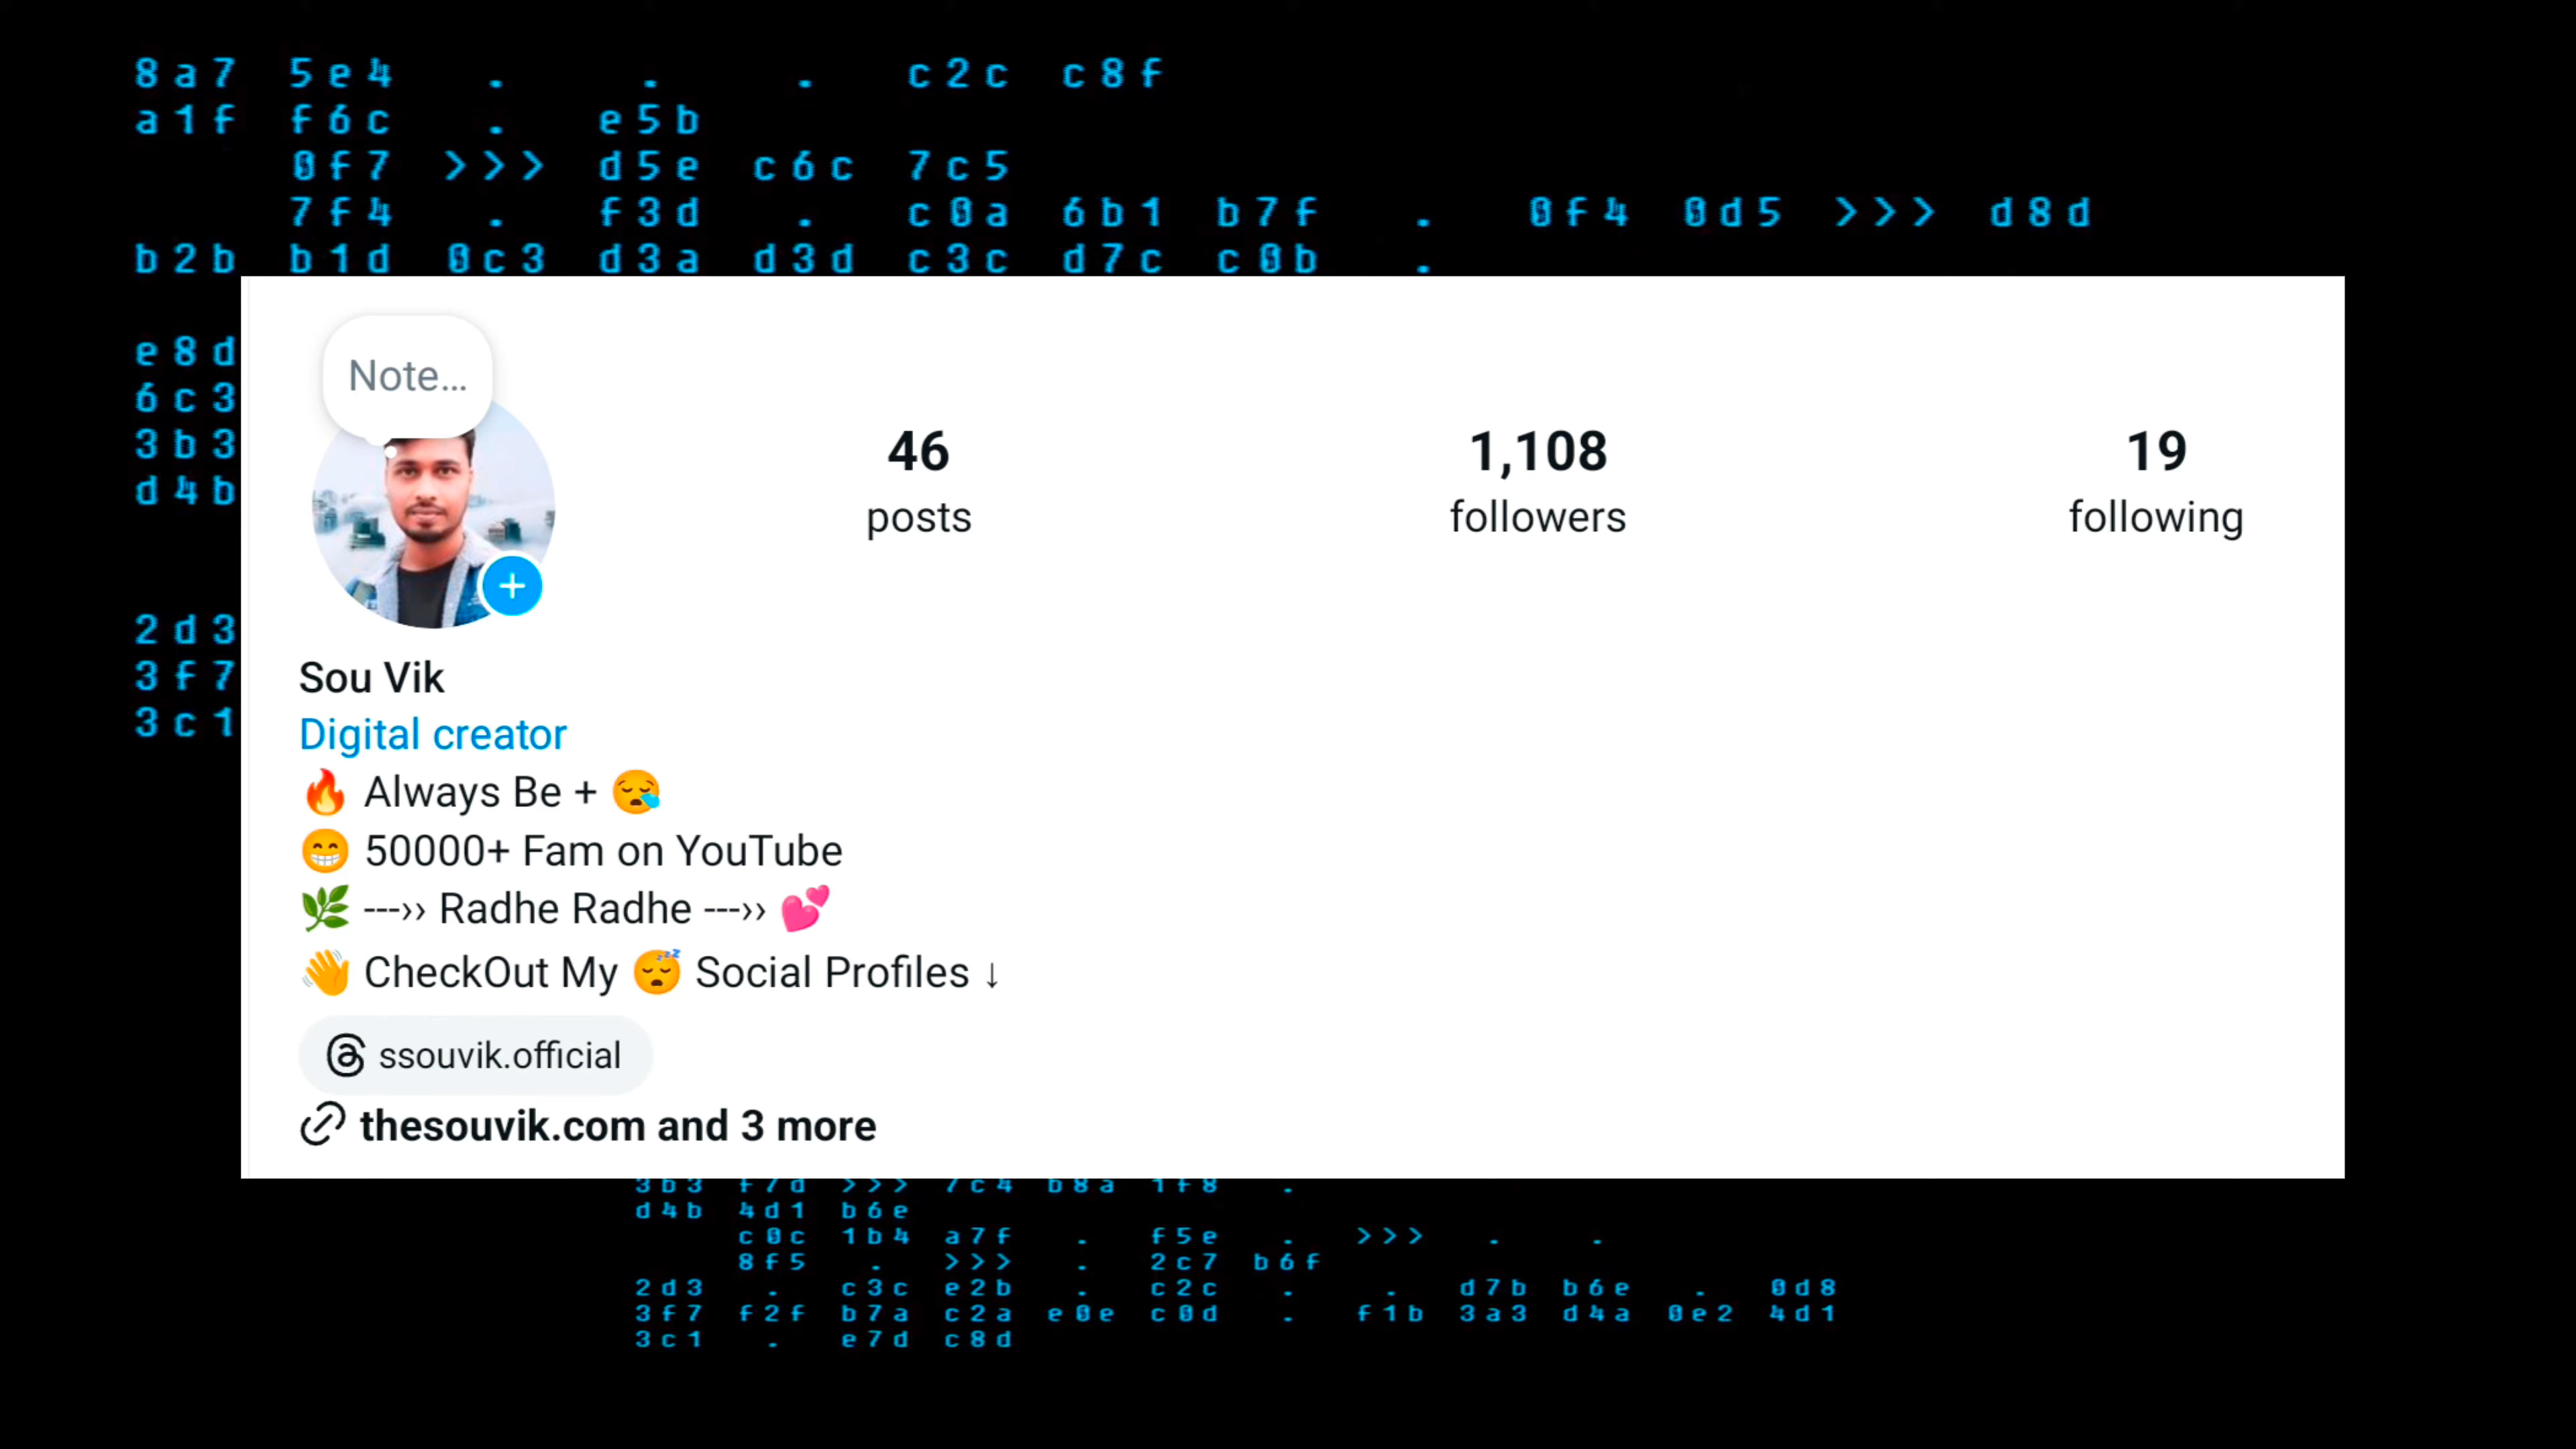 8a7 5e4 . . . c2c c8f
a1f f6c . e5b
0f7 >>> d5e c6c 7c5
7f4 . f3d . c0a 6b1 b7f . 0f4 0d5 >>> d8d
b2b b1d 0c3 d3a d3d c3c d7c c0b .
e8d
6c3
3b3
d4b
2d3
3f7
3c1
Note...
46 posts
1,108 followers
19 following
Sou Vik
Digital creator
🔥 Always Be + 😪
😁 50000+ Fam on YouTube
🌿 ---›› Radhe Radhe ---›› 💕
👋 CheckOut My 😴 Social Profiles ↓
ssouvik.official
thesouvik.com and 3 more
3b3 f7d >>> 7c4 b8a 1f8 .
d4b 4d1 b6e
c0c 1b4 a7f . f5e . >>> . .
8f5 . >>> . 2c7 b6f
2d3 . c3c e2b . c2c . . d7b b6e . 0d8
3f7 f2f b7a c2a e0e c0d . f1b 3a3 d4a 0e2 4d1
3c1 . e7d c8d